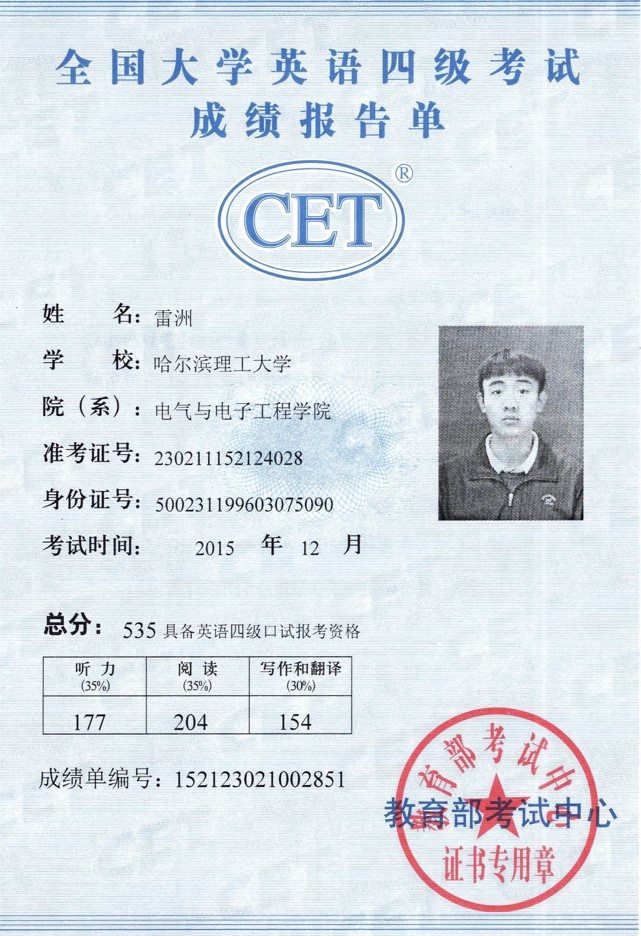 全国大学英语四级考试
成绩报告单
CET®
姓 名：雷洲
学 校：哈尔滨理工大学
院（系）：电气与电子工程学院
准考证号：230211152124028
身份证号：500231199603075090
考试时间： 2015 年 12 月
总分： 535 具备英语四级口试报考资格
听 力 阅 读 写作和翻译
(35%) (35%) (30%)
177 204 154
成绩单编号：152123021002851
教育部考试中心
教育部考试中心
证书专用章